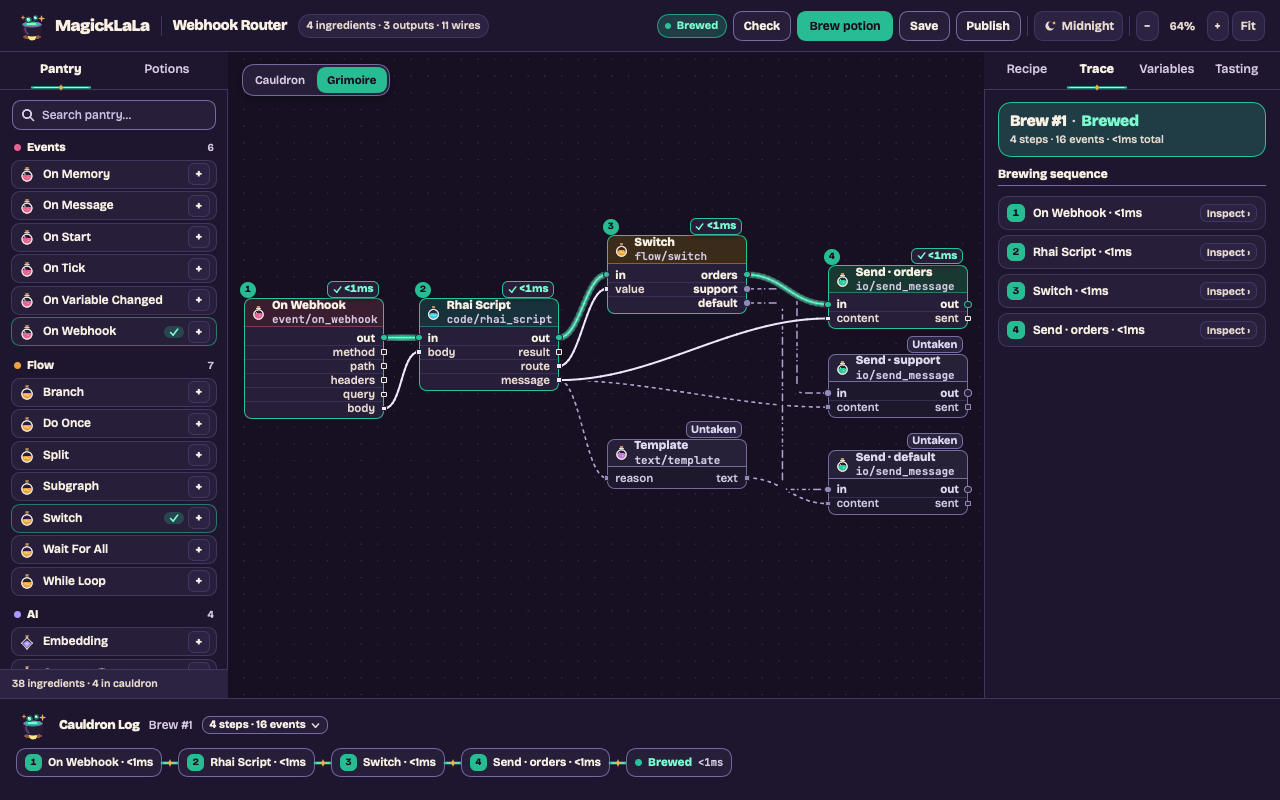 MagickLaLa
Webhook Router
4 ingredients · 3 outputs · 11 wires
Brewed
Check
Brew potion
Save
Publish
Midnight
−
64%
+
Fit
Pantry
Potions
Search pantry...
Events 6
On Memory +
On Message +
On Start +
On Tick +
On Variable Changed +
On Webhook +
Flow 7
Branch +
Do Once +
Split +
Subgraph +
Switch +
Wait For All +
While Loop +
AI 4
Embedding +
38 ingredients · 4 in cauldron
Cauldron
Grimoire
1
<1ms
On Webhook
event/on_webhook
out
method
path
headers
query
body
2
<1ms
Rhai Script
code/rhai_script
in out
body result
route
message
3
<1ms
Switch
flow/switch
in orders
value support
default
Untaken
Template
text/template
reason text
4
<1ms
Send · orders
io/send_message
in out
content sent
Untaken
Send · support
io/send_message
in out
content sent
Untaken
Send · default
io/send_message
in out
content sent
Recipe
Trace
Variables
Tasting
Brew #1 · Brewed
4 steps · 16 events · <1ms total
Brewing sequence
1 On Webhook · <1ms Inspect ›
2 Rhai Script · <1ms Inspect ›
3 Switch · <1ms Inspect ›
4 Send · orders · <1ms Inspect ›
Cauldron Log Brew #1 4 steps · 16 events
1 On Webhook · <1ms
2 Rhai Script · <1ms
3 Switch · <1ms
4 Send · orders · <1ms
Brewed <1ms